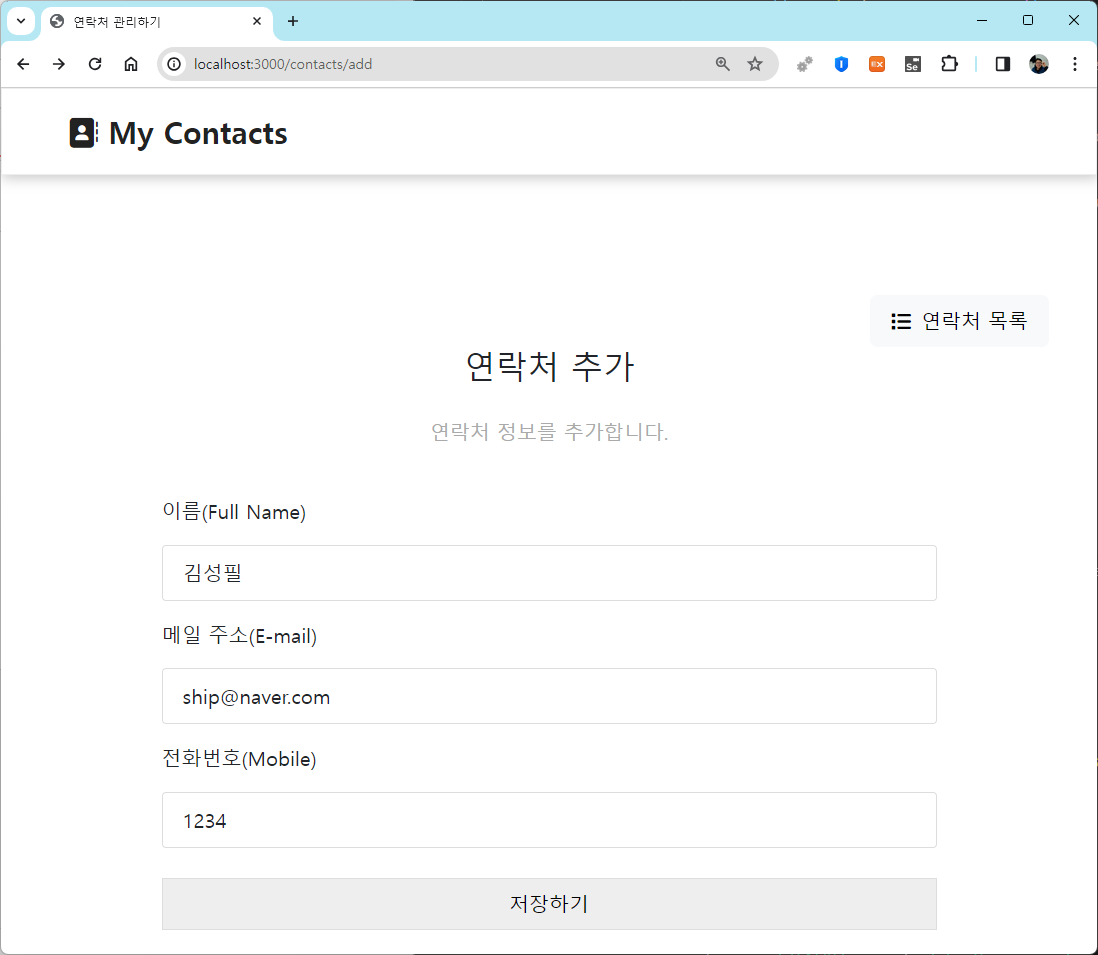 연락처 관리하기
localhost:3000/contacts/add
EX
Se
My Contacts
연락처 목록
연락처 추가
연락처 정보를 추가합니다.
이름(Full Name)
김성필
메일 주소(E-mail)
ship@naver.com
전화번호(Mobile)
1234
저장하기